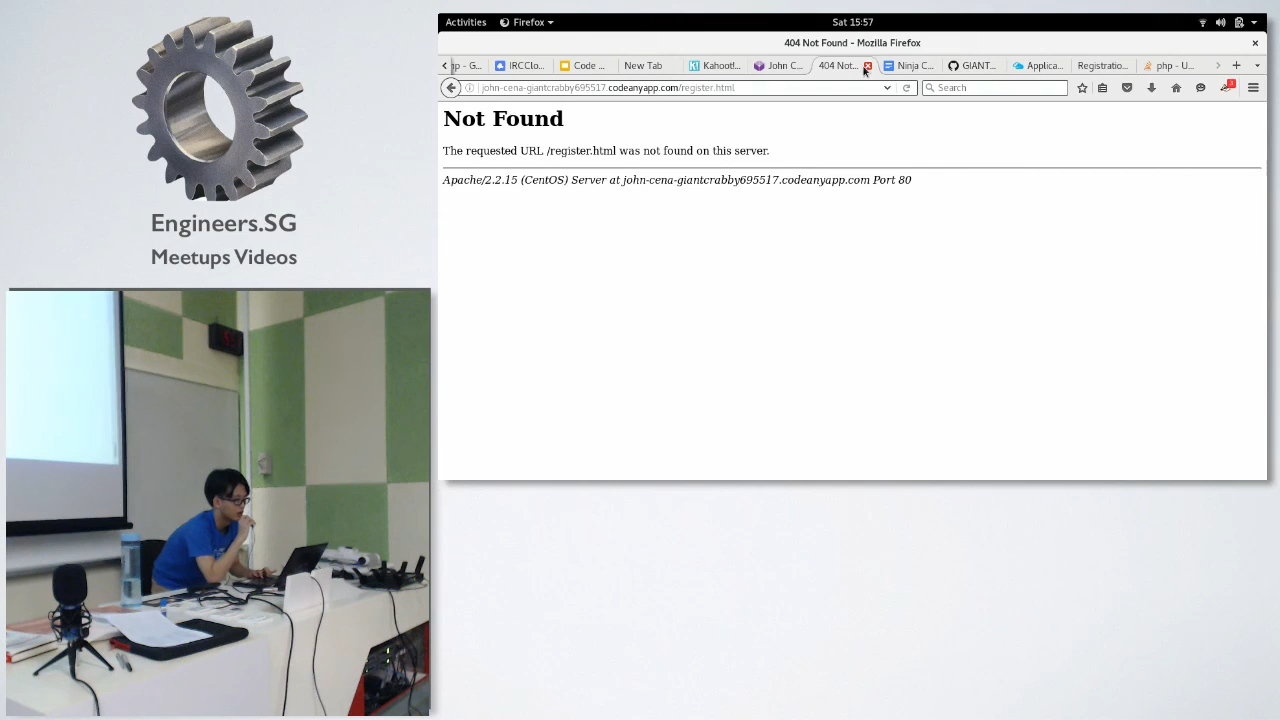 Engineers.SG
Meetups Videos
Activities Firefox Sat 15:57
404 Not Found - Mozilla Firefox
ip - G... IRCClo... Code ... New Tab Kahoot!... John C... 404 Not... Ninja C... GIANT... Applica... Registratio... php - U...
john-cena-giantcrabby695517.codeanyapp.com/register.html Search
Not Found
The requested URL /register.html was not found on this server.
Apache/2.2.15 (CentOS) Server at john-cena-giantcrabby695517.codeanyapp.com Port 80